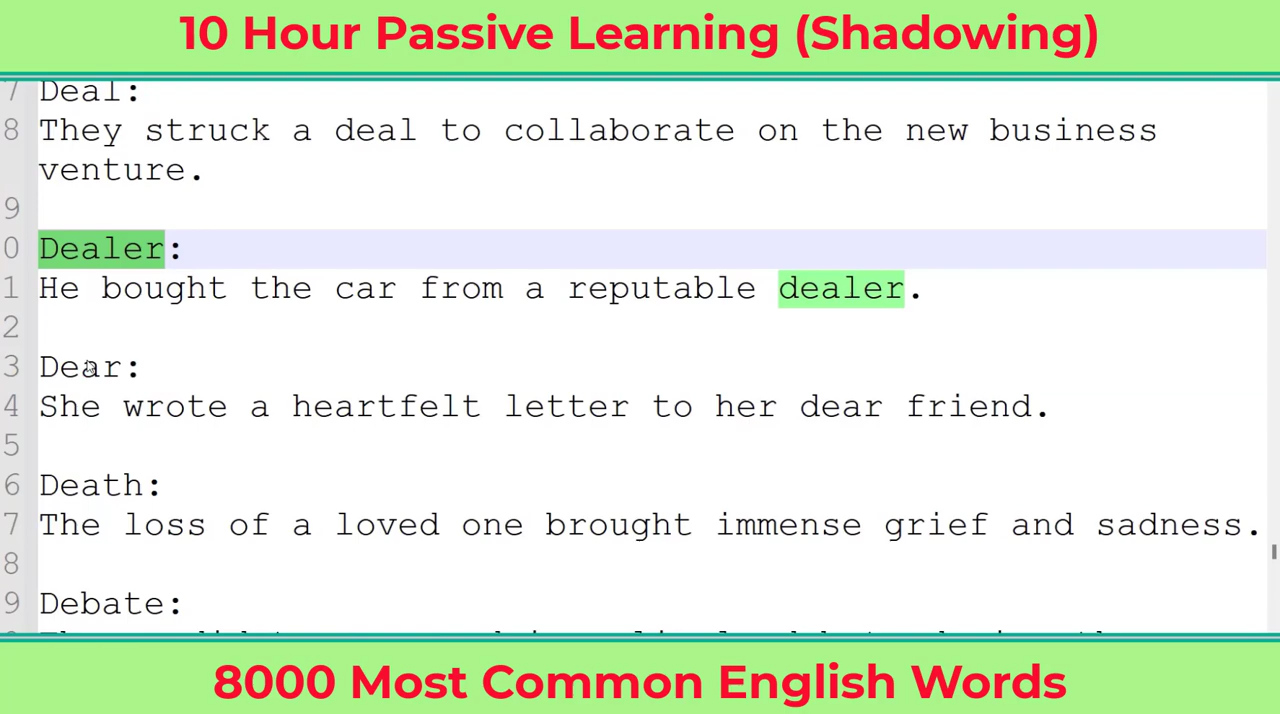 10 Hour Passive Learning (Shadowing)
7 Deal:
8 They struck a deal to collaborate on the new business
venture.
9
0 Dealer:
1 He bought the car from a reputable dealer.
2
3 Dear:
4 She wrote a heartfelt letter to her dear friend.
5
6 Death:
7 The loss of a loved one brought immense grief and sadness.
8
9 Debate:
8000 Most Common English Words